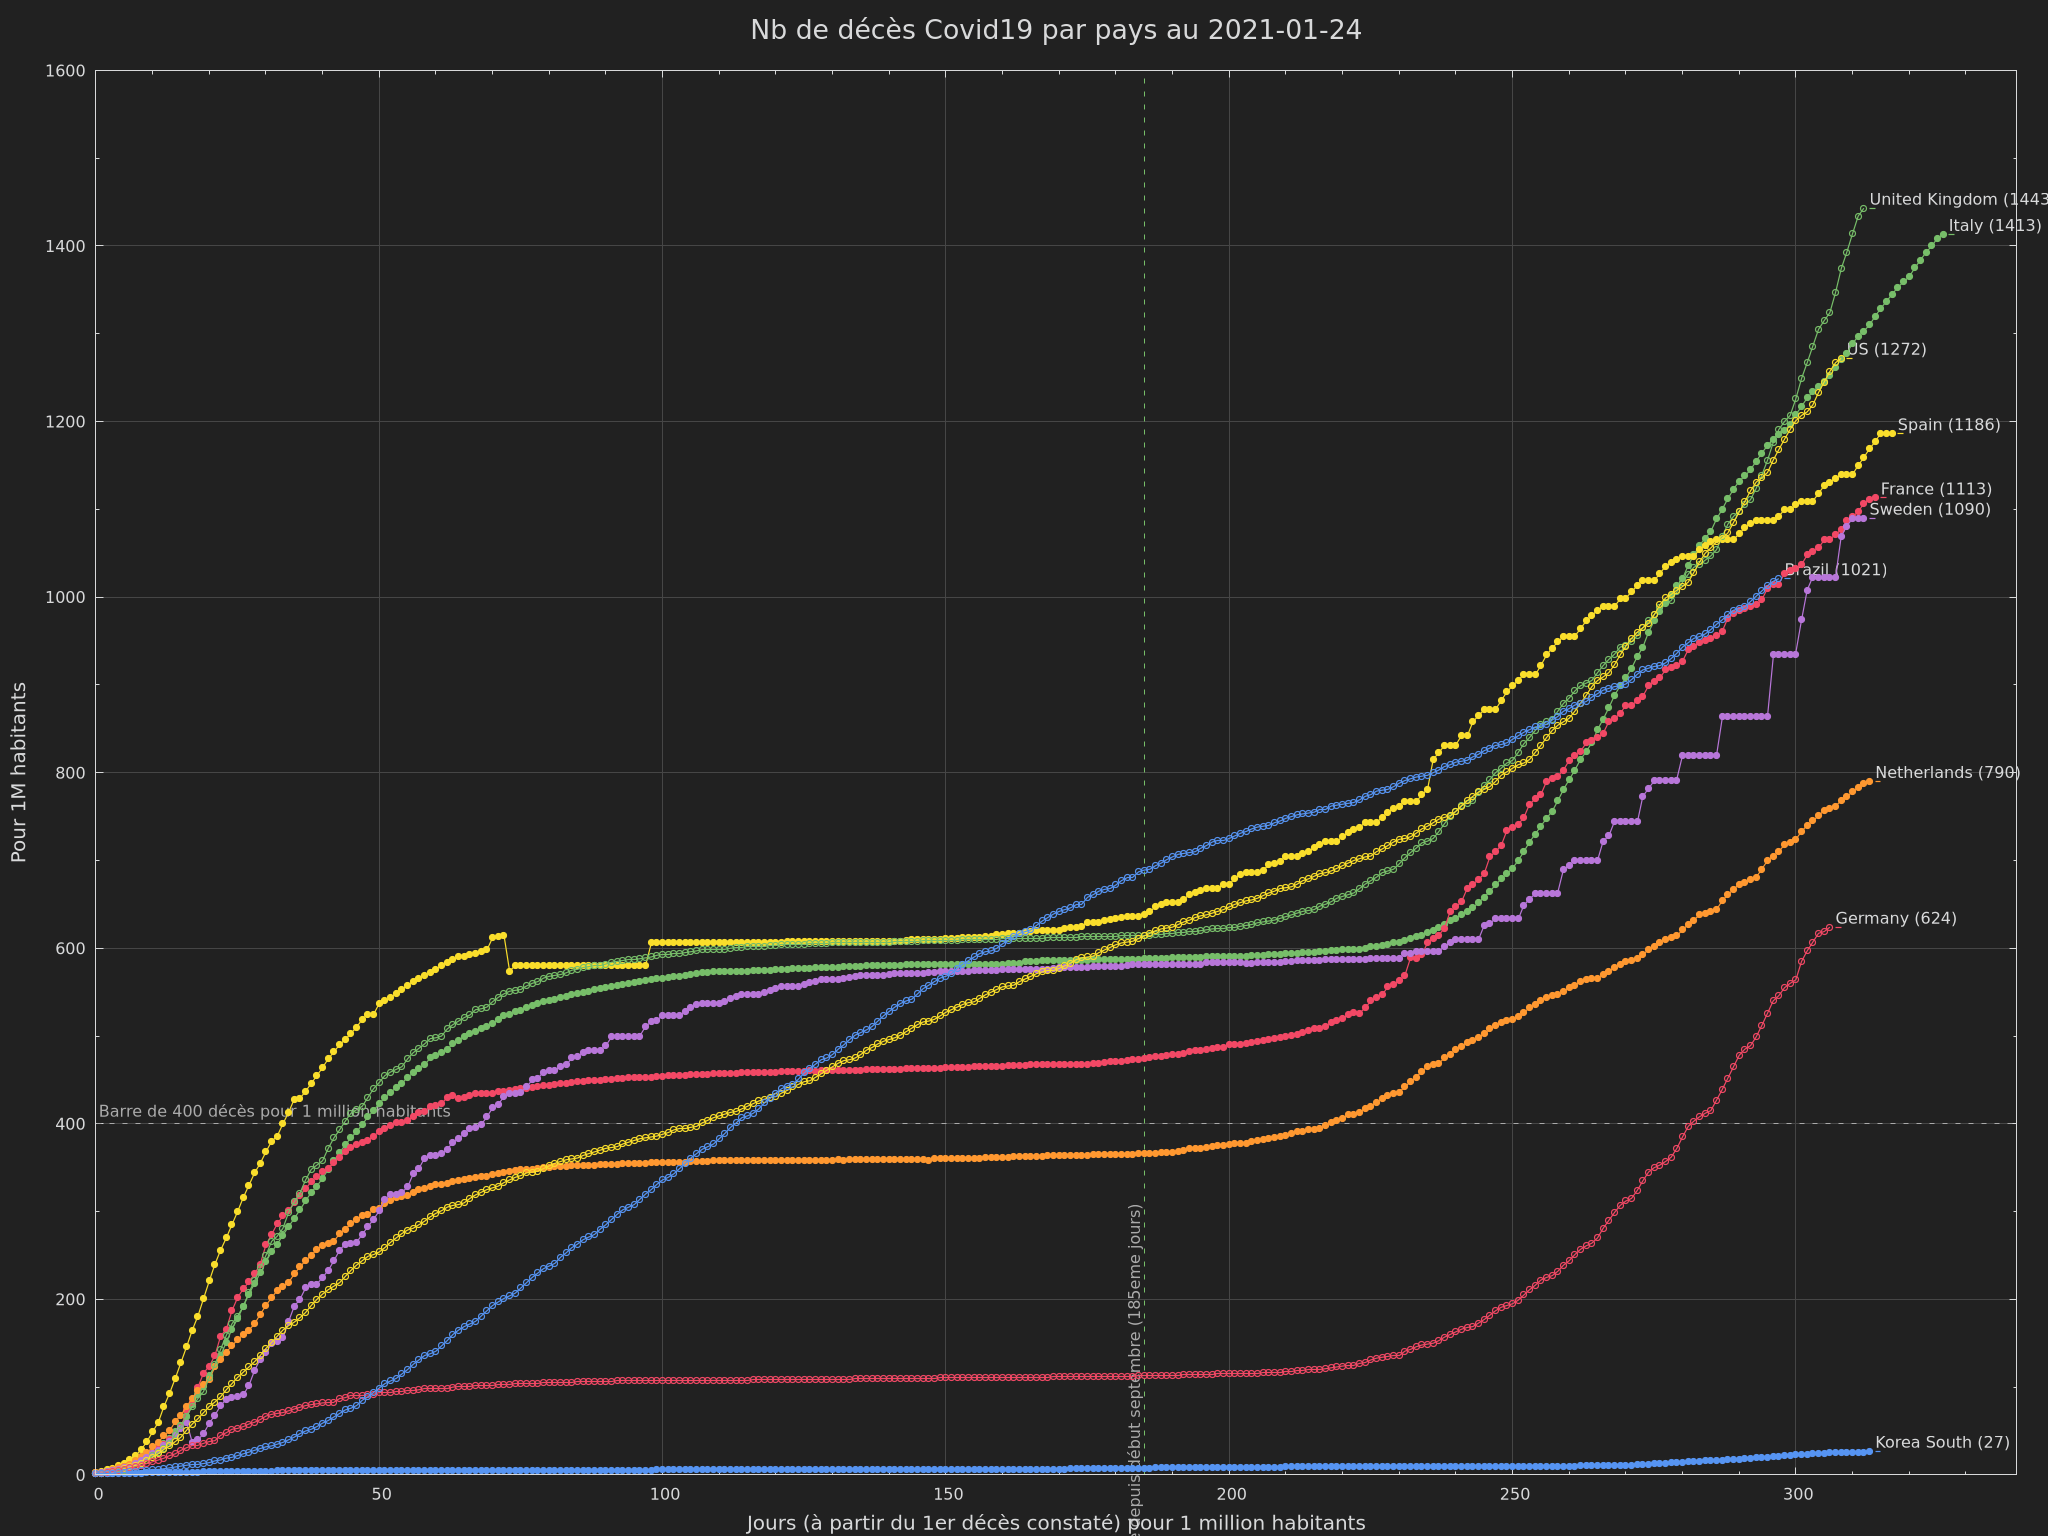 Nb de décès Covid19 par pays au 2021-01-24
1600
1400
1200
1000
800
600
400
200
0
Pour 1M habitants
United Kingdom (1443
Italy (1413)
US (1272)
Spain (1186)
France (1113)
Sweden (1090)
Brazil (1021)
Netherlands (790)
Germany (624)
Korea South (27)
Barre de 400 décès pour 1 million habitants
depuis début septembre (185eme jours)
0
50
100
150
200
250
300
Jours (à partir du 1er décès constaté) pour 1 million habitants